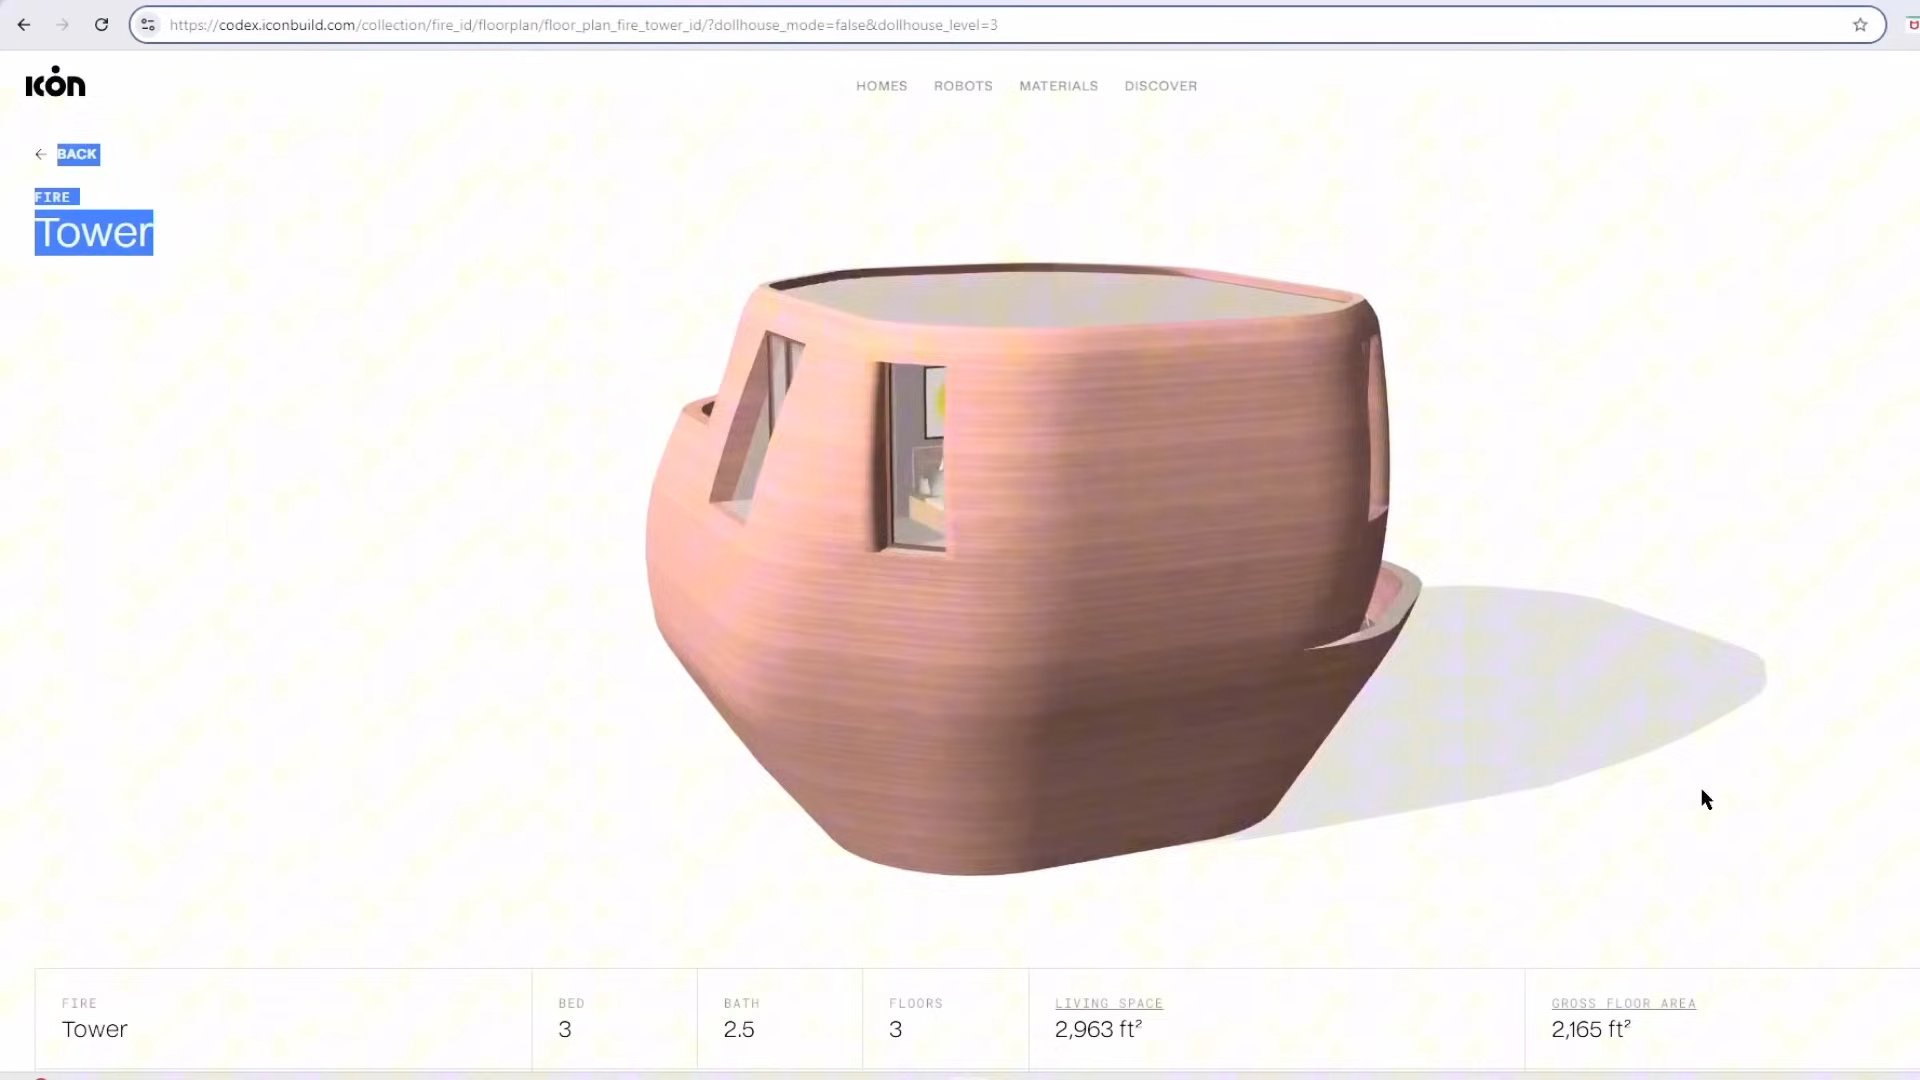 https://codex.iconbuild.com/collection/fire_id/floorplan/floor_plan_fire_tower_id/?dollhouse_mode=false&dollhouse_level=3
ICON
HOMES ROBOTS MATERIALS DISCOVER
← BACK
FIRE
Tower
FIRE BED BATH FLOORS LIVING SPACE GROSS FLOOR AREA
Tower 3 2.5 3 2,963 ft² 2,165 ft²